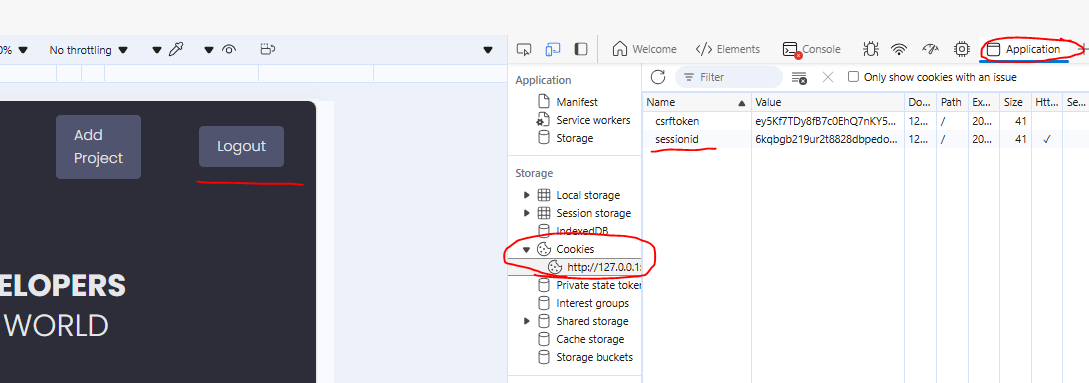 0%
No throttling
Welcome
Elements
Console
Application
Application
Manifest
Service workers
Storage
Storage
Local storage
Session storage
IndexedDB
Cookies
http://127.0.0.1:
Private state token
Interest groups
Shared storage
Cache storage
Storage buckets
Filter
Only show cookies with an issue
Name Value Do... Path Ex... Size Htt... Se...
csrftoken ey5Kf7TDy8fB7c0EhQ7nKY5... 12... / 20... 41
sessionid 6kqbgb219ur2t8828dbpedo... 12... / 20... 41 ✓
Add
Project
Logout
ELOPERS
WORLD